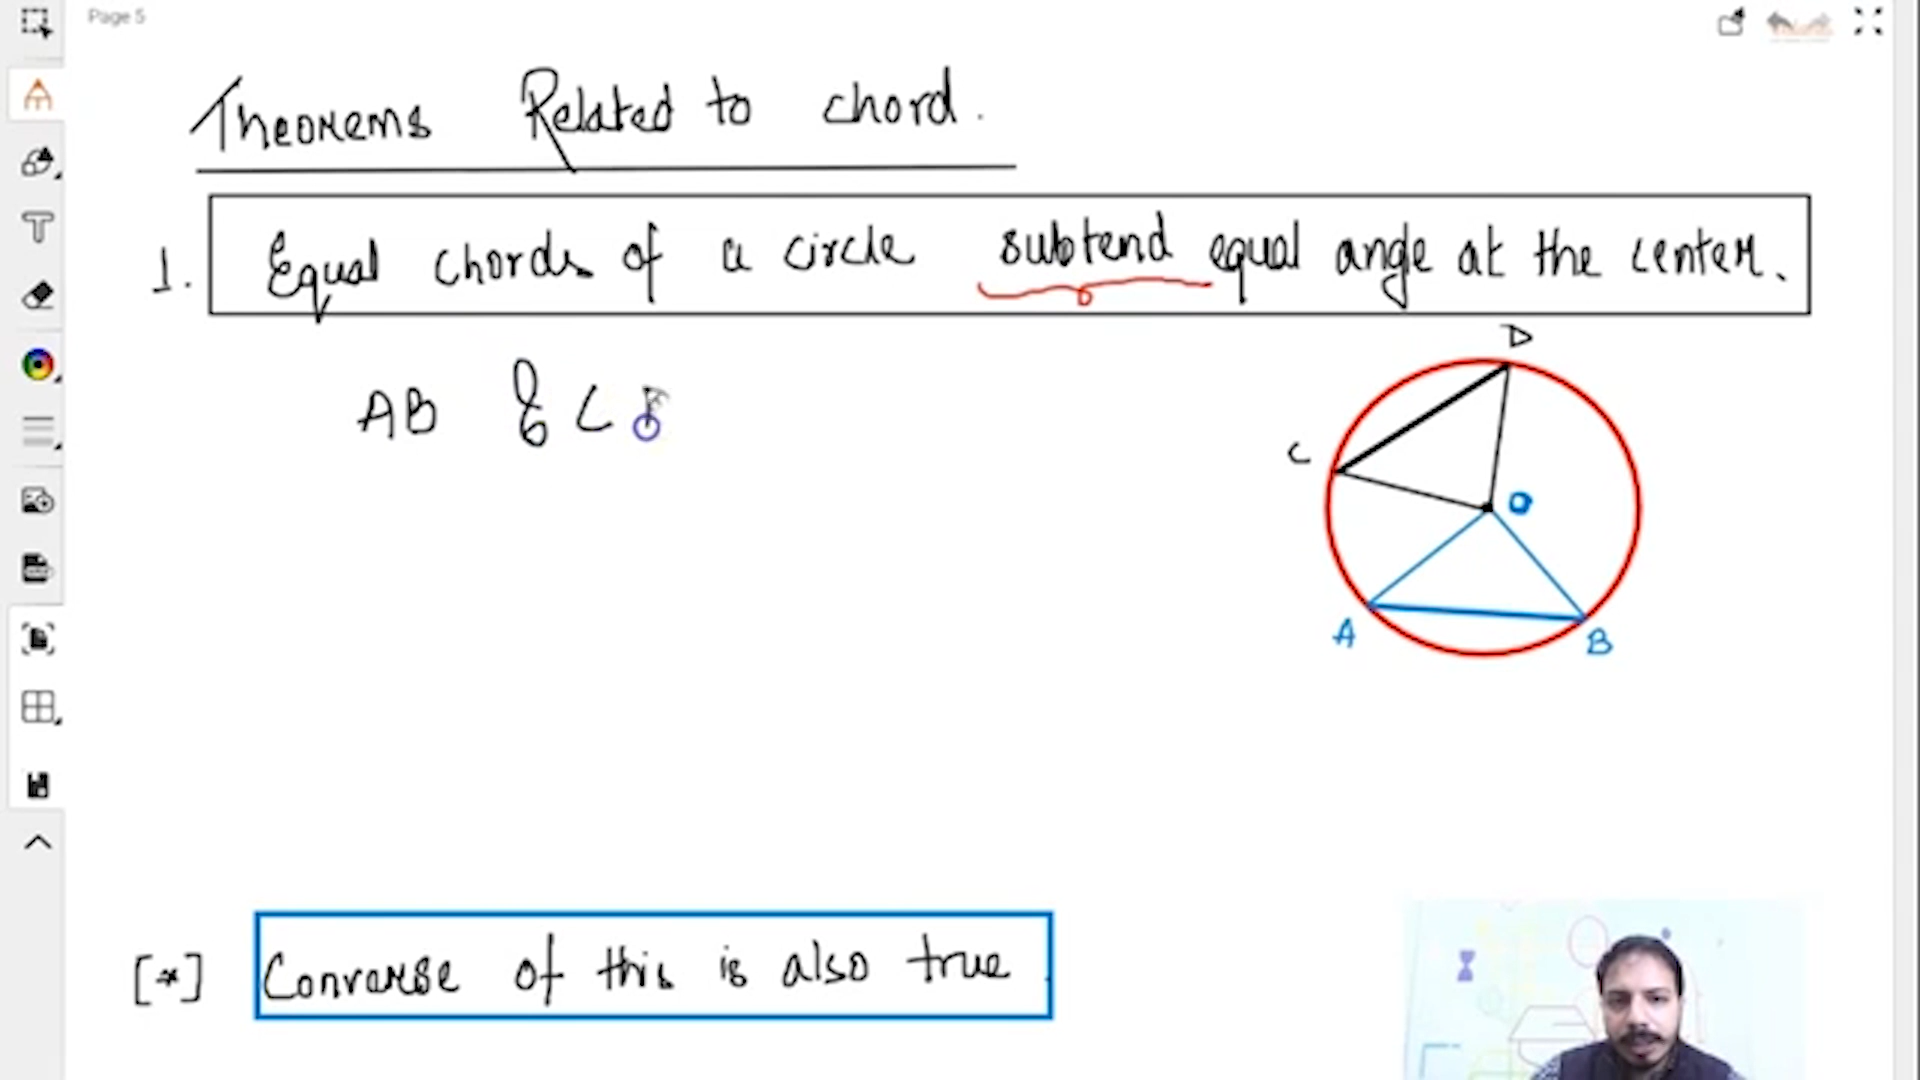 Page 5
Theorems Related to chord.
1. Equal chords of a circle subtend equal angle at the center.
AB & C
D
C
O
A
B
[*] Converse of this is also true